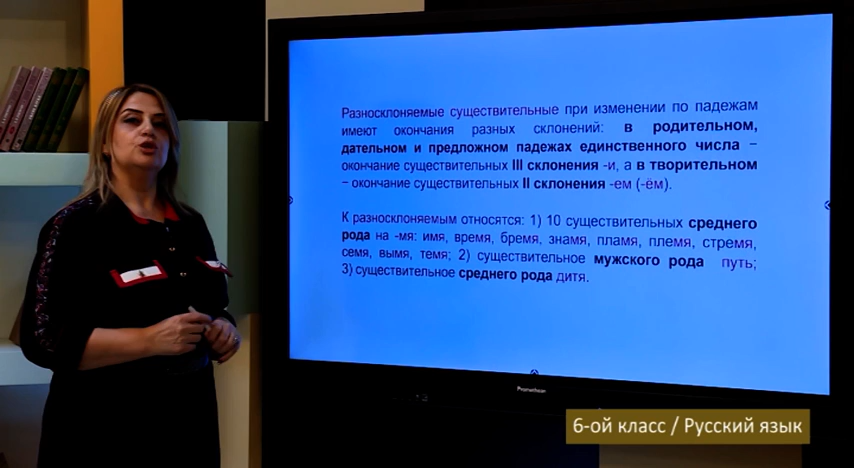 Разносклоняемые существительные при изменении по падежам
имеют окончания разных склонений: в родительном,
дательном и предложном падежах единственного числа –
окончание существительных III склонения -и, а в творительном
– окончание существительных II склонения -ем (-ём).
К разносклоняемым относятся: 1) 10 существительных среднего
рода на -мя: имя, время, бремя, знамя, пламя, племя, стремя,
семя, вымя, темя; 2) существительное мужского рода путь;
3) существительное среднего рода дитя.
Promethean
6-ой класс / Русский язык